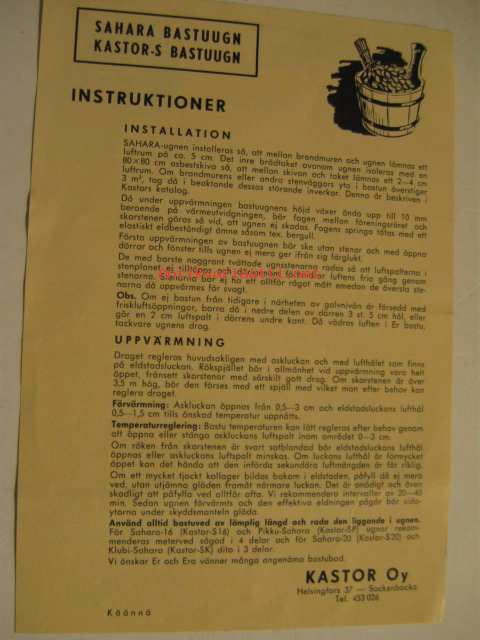 SAHARA BASTUUGN
KASTOR-S BASTUUGN
INSTRUKTIONER
INSTALLATION
SAHARA-ugnen installeras så, att mellan brandmuren och ugnen lämnas ett
luftrum på ca. 5 cm. Det inre brädtaket ovanom ugnen isoleras med en
80×80 cm asbestskiva så, att mellan skivan och taket lämnas ett 2—4 cm
luftrum. Om brandmurens eller andra stenväggars yta i bastun överstiger
3 m², tag då i beaktande dessas störande inverkar. Denna är beskriven i
Kastors katalog.
Då under uppvärmningen bastuugnens höjd växer ända upp till 10 mm
beroende på värmeutvidgningen, bör fogen mellan föreningsröret och
skorstenen göras så vid, att ugnen ej skadas. Fogens springa tätas med ett
elastiskt eldbeständigt ämne såsom tex. bergull.
Första uppvärmningen av bastuugnen bör ske utan stenar och med öppna
dörrar och fönster tills ugnen ej mera ger ifrån sig färglukt.
De med borste noggrant tvättade ugnsstenarna radas så att luftspalterna i
stenplanet ej tilltäppas och att luftens fria gång genom
stenarna. Stenarna bör ej ha ett alltför något mått emedan de översta ste-
narna då uppvärmes för svagt.
Obs. Om ej bastun från tidigare i närheten av golvnivån är försedd med
friskluftsöppningar, borra då i nedre delen av dörren 3 st. 5 cm hål, eller
gör en 2 cm luftspalt i dörrens undre kant. Då vädras luften i Er bastu,
tackvare ugnens drag.
UPPVÄRMNING
Draget regleras huvudsakligen med askluckan och med lufthålet som finns
på eldstadsluckan. Rökspjället bör i allmänhet vid uppvärmning vara helt
öppet, frånsett skorstenar med särskilt gott drag. Om skorstenen är över
3,5 m hög, bör den förses med ett spjäll med vilket man efter behov kan
reglera draget.
Förvärmning: Askluckan öppnas från 0,5—3 cm och eldstadsluckans lufthål
0,5—1,5 cm tills önskad temperatur uppnåtts.
Temperaturreglering: Bastu temperaturen kan lätt regleras efter behov genom
att öppna eller stänga askluckans luftspalt inom området 0—3 cm.
Om röken från skorstenen är svart sotblandad bör eldstadsluckans lufthål
öppnas eller askluckans luftspalt minskas. Om luckans lufthål är förmycket
öppet kan det hända att den införda sekundära luftmängden är för riklig.
Om ett mycket tjockt kollager bildas bakom i eldstaden, påfyll då ej mera
ved, utan utjämna glöden framåt närmare luckan. Det är onödigt och även
skadligt att påfylla ved alltför ofta. Vi rekommendera intervaller av 20—40
min. Sedan ugnen förvärmts och den effektiva eldningen pågår bör sido-
ytorna under skyddsmanteln glöda.
Använd alltid bastuved av lämplig längd och rada den liggande i ugnen.
För Sahara-16 (Kastor-S16) och Pikku-Sahara (Kastor-SP) ugnar rekom-
menderas meterved sågad i 4 delar och för Sahara-20 (Kastor-S20) och
Klubi-Sahara (Kastor-SK) dito i 3 delar.
Vi önskar Er och Era vänner många angenäma bastubad.
KASTOR Oy
Helsingfors 37 — Sockenbacka
Tel. 453 026
Käännä